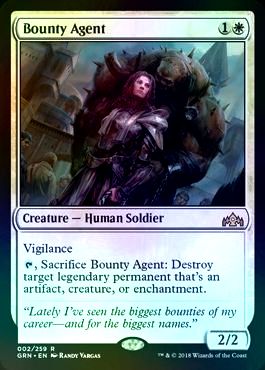 Bounty Agent 1
Creature — Human Soldier
Vigilance
, Sacrifice Bounty Agent: Destroy
target legendary permanent that's an
artifact, creature, or enchantment.
"Lately I've seen the biggest bounties of my
career—and for the biggest names."
2/2
002/259 R
GRN • EN RANDY VARGAS ™ & © 2018 Wizards of the Coast